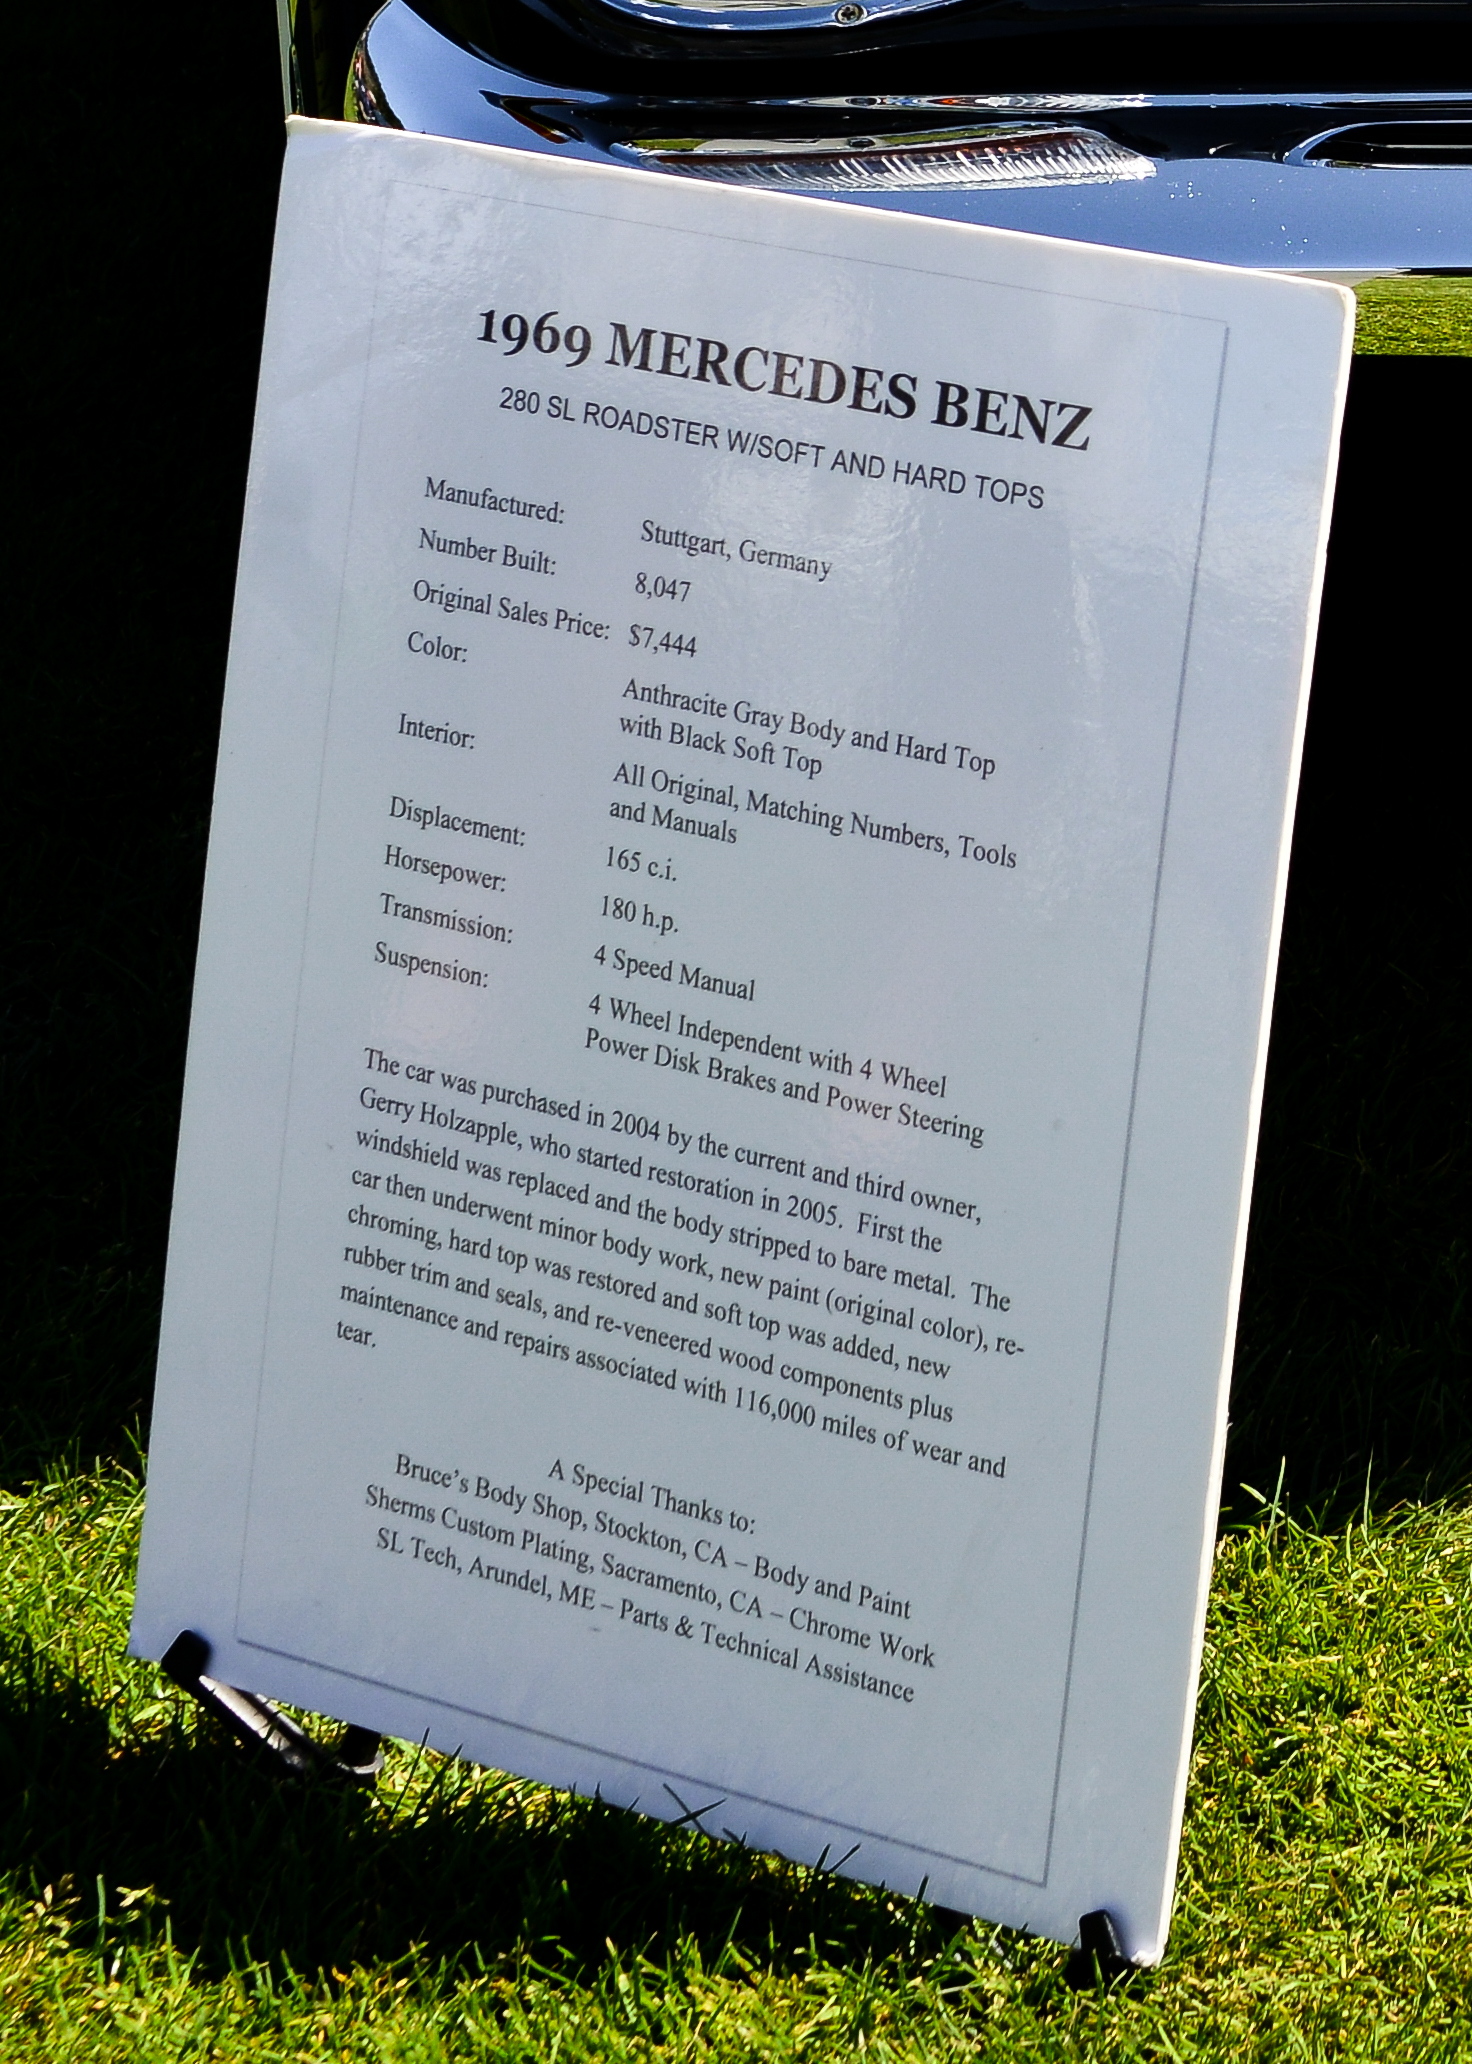 1969 MERCEDES BENZ
280 SL ROADSTER W/SOFT AND HARD TOPS
Manufactured: Stuttgart, Germany
Number Built: 8,047
Original Sales Price: $7,444
Color: Anthracite Gray Body and Hard Top
with Black Soft Top
Interior: All Original, Matching Numbers, Tools
and Manuals
Displacement: 165 c.i.
Horsepower: 180 h.p.
Transmission: 4 Speed Manual
Suspension: 4 Wheel Independent with 4 Wheel
Power Disk Brakes and Power Steering
The car was purchased in 2004 by the current and third owner,
Gerry Holzapple, who started restoration in 2005. First the
windshield was replaced and the body stripped to bare metal. The
car then underwent minor body work, new paint (original color), re-
chroming, hard top was restored and soft top was added, new
rubber trim and seals, and re-veneered wood components plus
maintenance and repairs associated with 116,000 miles of wear and
tear.
A Special Thanks to:
Bruce's Body Shop, Stockton, CA – Body and Paint
Sherms Custom Plating, Sacramento, CA – Chrome Work
SL Tech, Arundel, ME – Parts & Technical Assistance